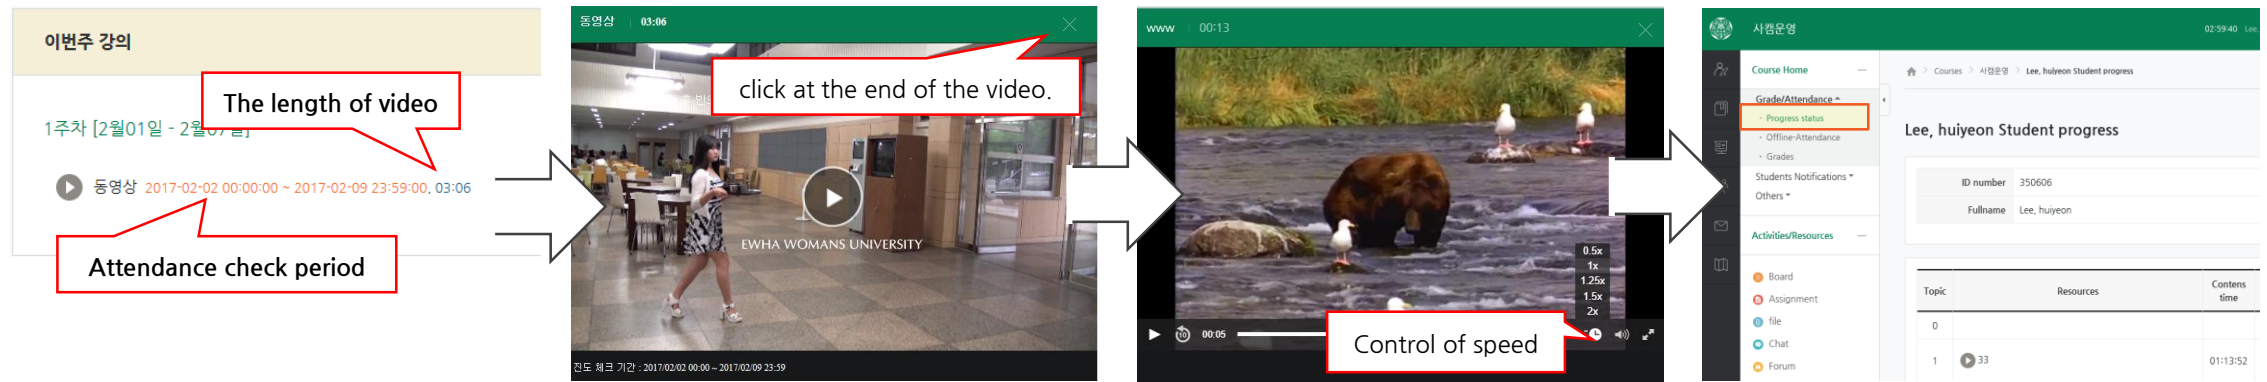 이번주 강의
The length of video
1주차 [2월01일 - 2월07일]
동영상 2017-02-02 00:00:00 ~ 2017-02-09 23:59:00, 03:06
Attendance check period
동영상 03:06
click at the end of the video.
EWHA WOMANS UNIVERSITY
진도 체크 기간 : 2017/02/02 00:00 ~ 2017/02/09 23:59
www 00:13
0.5x
1x
1.25x
1.5x
2x
10 00:05
Control of speed
사캠운영
02:59:40 Lee,
Course Home
Grade/Attendance
Progress status
Offline-Attendance
Grades
Students Notifications
Others
Activities/Resources
Board
Assignment
file
Chat
Forum
Courses > 사캠운영 > Lee, huiyeon Student progress
Lee, huiyeon Student progress
ID number 350606
Fullname Lee, huiyeon
Topic Resources Contens time
0
1 33 01:13:52